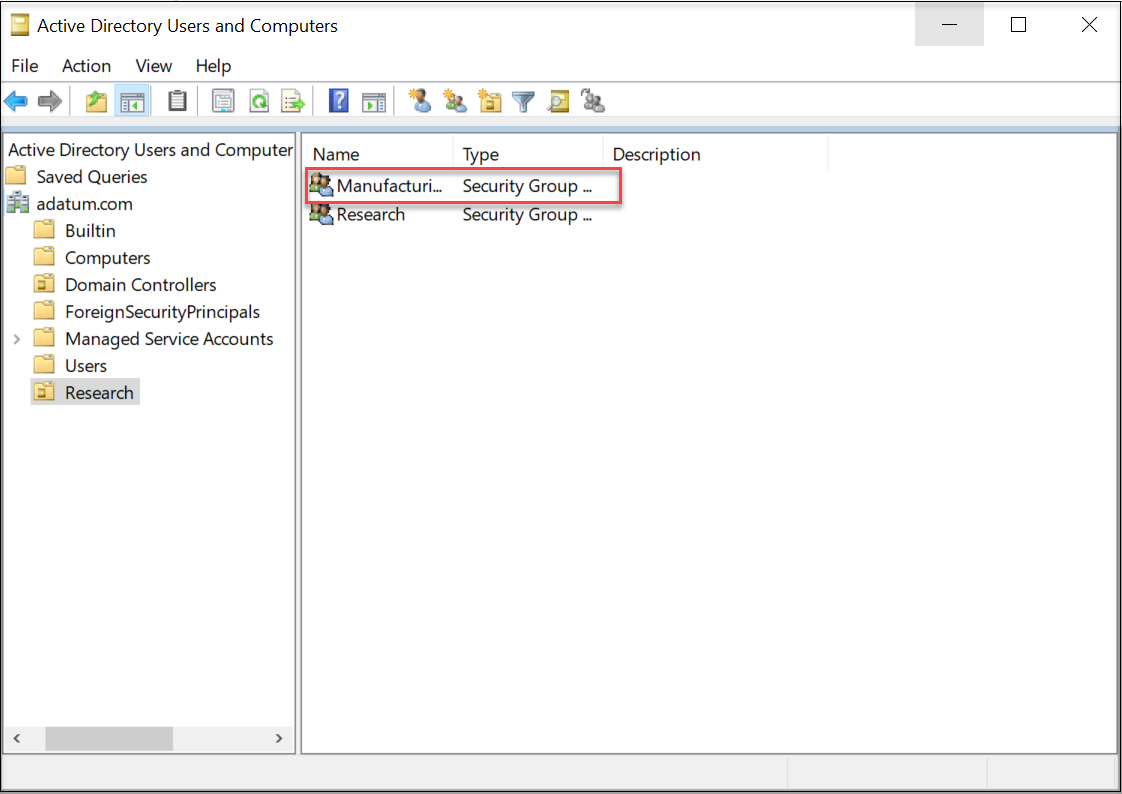 Active Directory Users and Computers
File Action View Help
Active Directory Users and Computer
Saved Queries
adatum.com
Builtin
Computers
Domain Controllers
ForeignSecurityPrincipals
Managed Service Accounts
Users
Research
Name Type Description
Manufacturi... Security Group ...
Research Security Group ...